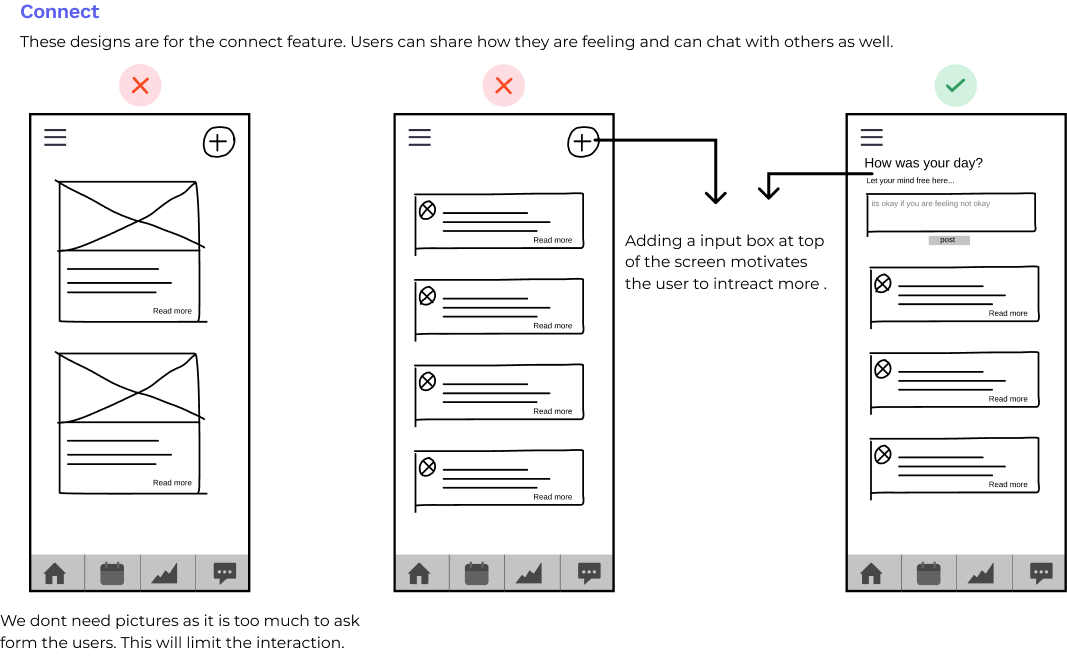 Connect
These designs are for the connect feature. Users can share how they are feeling and can chat with others as well.
Read more
Read more
We dont need pictures as it is too much to ask
form the users. This will limit the interaction.
Read more
Read more
Read more
Read more
Adding a input box at top
of the screen motivates
the user to intreact more .
How was your day?
Let your mind free here...
its okay if you are feeling not okay
post
Read more
Read more
Read more